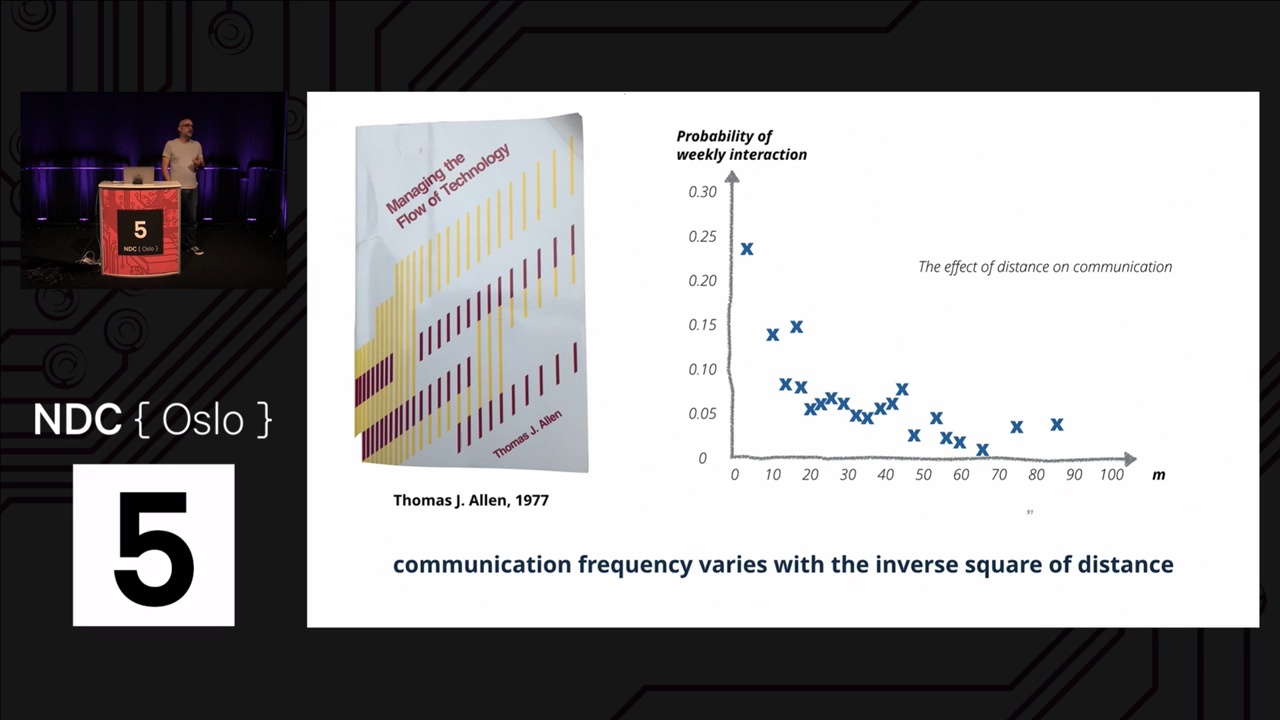 5
NDC { Oslo }
NDC { Oslo }
5
Managing the
Flow of Technology
Thomas J. Allen
Thomas J. Allen, 1977
Probability of
weekly interaction
0.30
0.25
0.20
0.15
0.10
0.05
0
0 10 20 30 40 50 60 70 80 90 100 m
The effect of distance on communication
communication frequency varies with the inverse square of distance